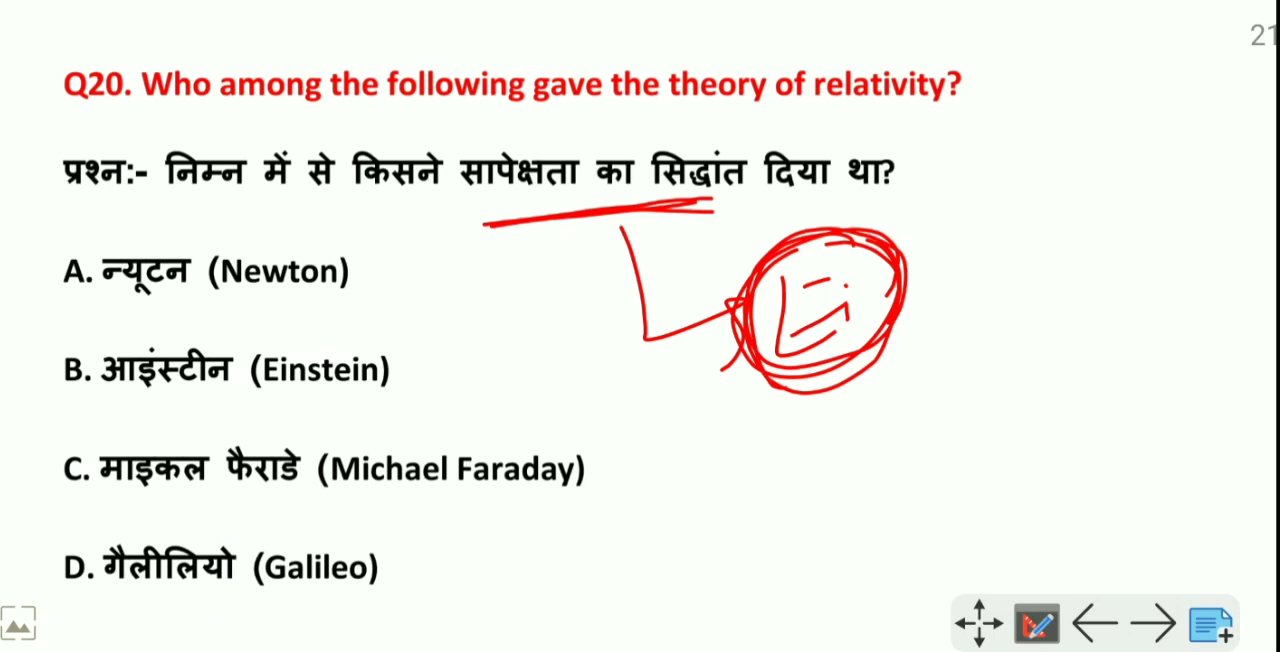 21
Q20. Who among the following gave the theory of relativity?
प्रश्न:- निम्न में से किसने सापेक्षता का सिद्धांत दिया था?
A. न्यूटन (Newton)
B. आइंस्टीन (Einstein)
C. माइकल फैराडे (Michael Faraday)
D. गैलीलियो (Galileo)